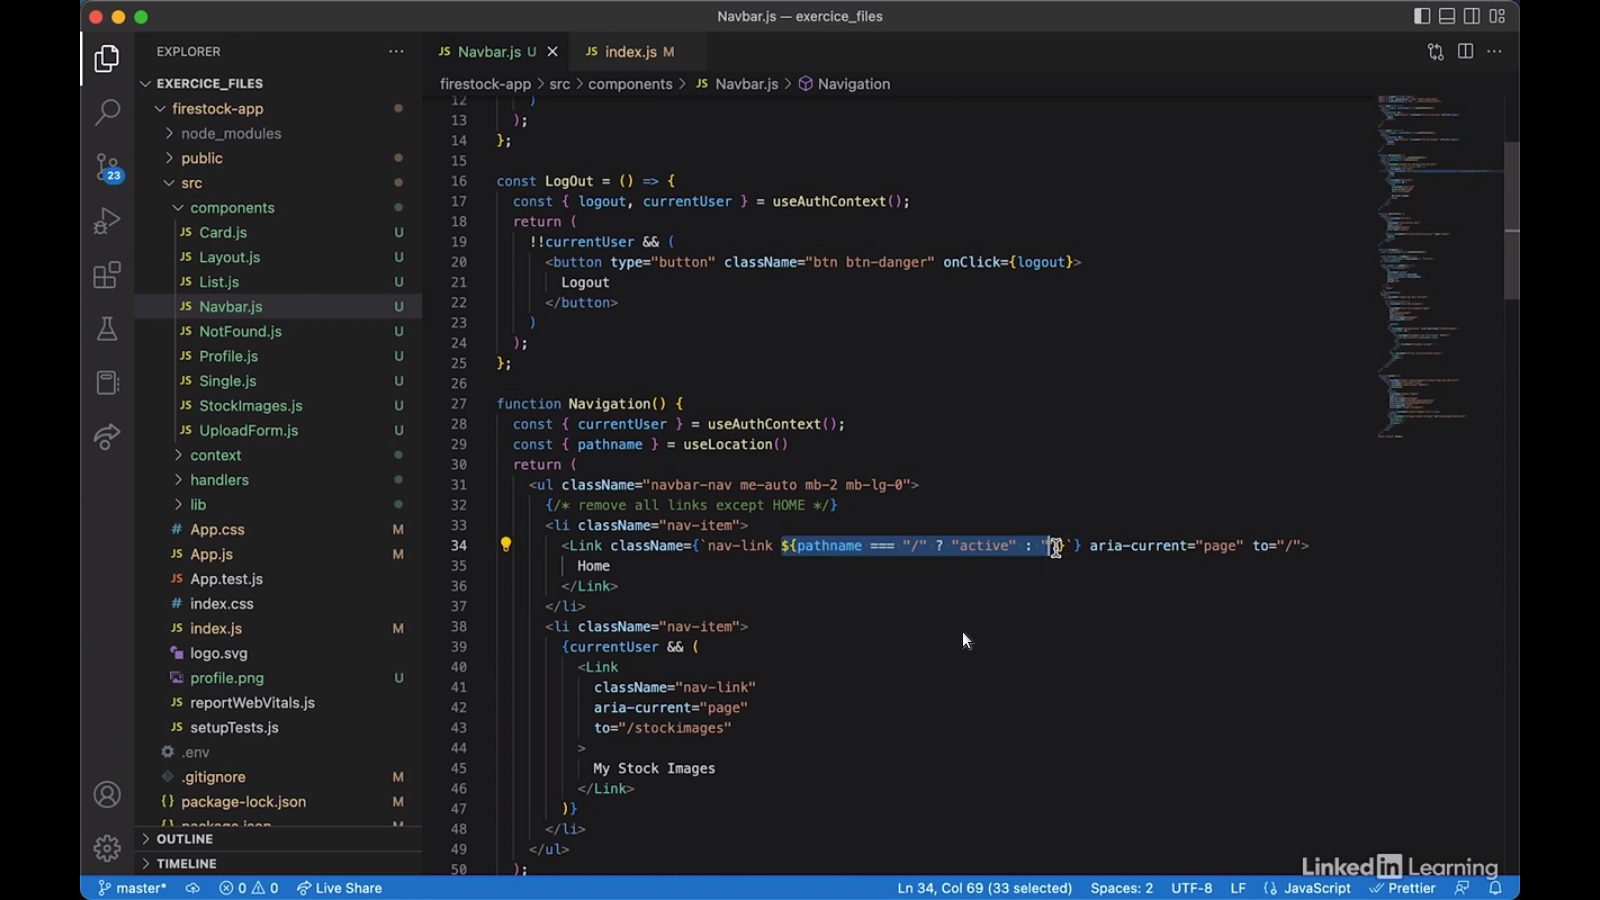 Navbar.js — exercice_files
EXPLORER
EXERCICE_FILES
firestock-app
node_modules
public
src
components
JS Card.js U
JS Layout.js U
JS List.js U
JS Navbar.js U
JS NotFound.js U
JS Profile.js U
JS Single.js U
JS StockImages.js U
JS UploadForm.js U
context
handlers
lib
# App.css M
JS App.js M
JS App.test.js
# index.css
JS index.js M
logo.svg
profile.png U
JS reportWebVitals.js
JS setupTests.js
.env
.gitignore M
{} package-lock.json M
{} package.json M
OUTLINE
TIMELINE
23
JS Navbar.js U
JS index.js M
firestock-app > src > components > JS Navbar.js > Navigation
12 )
13 );
14 };
15
16 const LogOut = () => {
17 const { logout, currentUser } = useAuthContext();
18 return (
19 !!currentUser && (
20 <button type="button" className="btn btn-danger" onClick={logout}>
21 Logout
22 </button>
23 )
24 );
25 };
26
27 function Navigation() {
28 const { currentUser } = useAuthContext();
29 const { pathname } = useLocation()
30 return (
31 <ul className="navbar-nav me-auto mb-2 mb-lg-0">
32 {/* remove all links except HOME */}
33 <li className="nav-item">
34 <Link className={`nav-link ${pathname === "/" ? "active" : ""}`} aria-current="page" to="/">
35 Home
36 </Link>
37 </li>
38 <li className="nav-item">
39 {currentUser && (
40 <Link
41 className="nav-link"
42 aria-current="page"
43 to="/stockimages"
44 >
45 My Stock Images
46 </Link>
47 )}
48 </li>
49 </ul>
50 );
LinkedIn Learning
master* 0 0 Live Share
Ln 34, Col 69 (33 selected) Spaces: 2 UTF-8 LF {} JavaScript Prettier